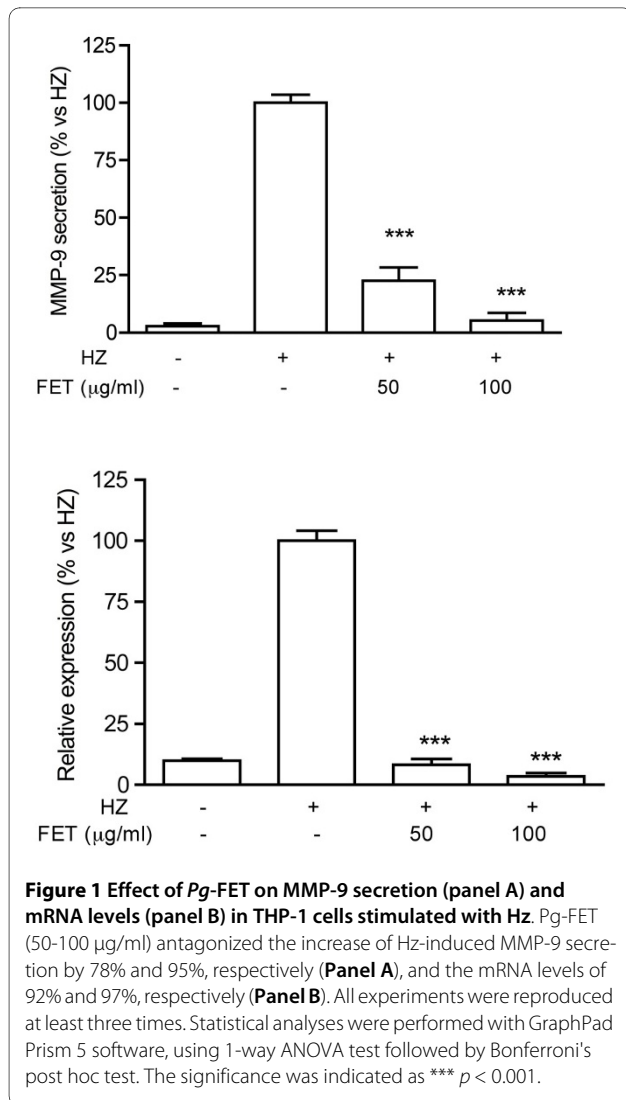 125
100
75
50
25
0
MMP-9 secretion (% vs HZ)
***
***
HZ - + + +
FET (μg/ml) - - 50 100
125
100
75
50
25
0
Relative expression (% vs HZ)
***
***
HZ - + + +
FET (μg/ml) - - 50 100
Figure 1 Effect of Pg-FET on MMP-9 secretion (panel A) and
mRNA levels (panel B) in THP-1 cells stimulated with Hz. Pg-FET
(50-100 μg/ml) antagonized the increase of Hz-induced MMP-9 secre-
tion by 78% and 95%, respectively (Panel A), and the mRNA levels of
92% and 97%, respectively (Panel B). All experiments were reproduced
at least three times. Statistical analyses were performed with GraphPad
Prism 5 software, using 1-way ANOVA test followed by Bonferroni's
post hoc test. The significance was indicated as *** p < 0.001.